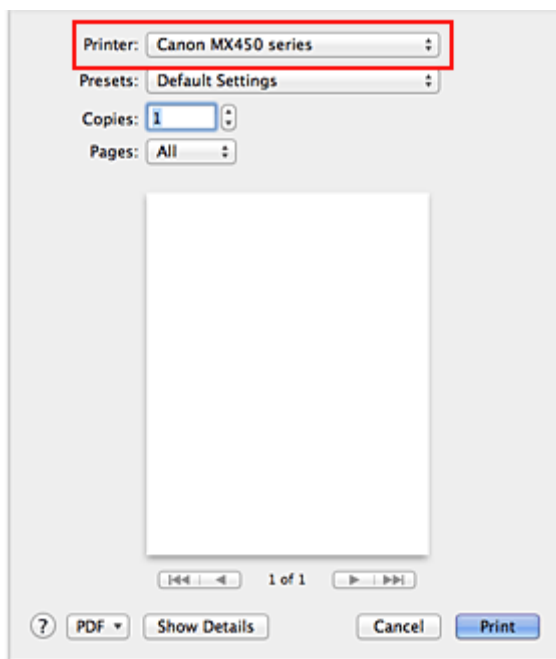 Printer: Canon MX450 series
Presets: Default Settings
Copies: 1
Pages: All
1 of 1
? PDF Show Details Cancel Print